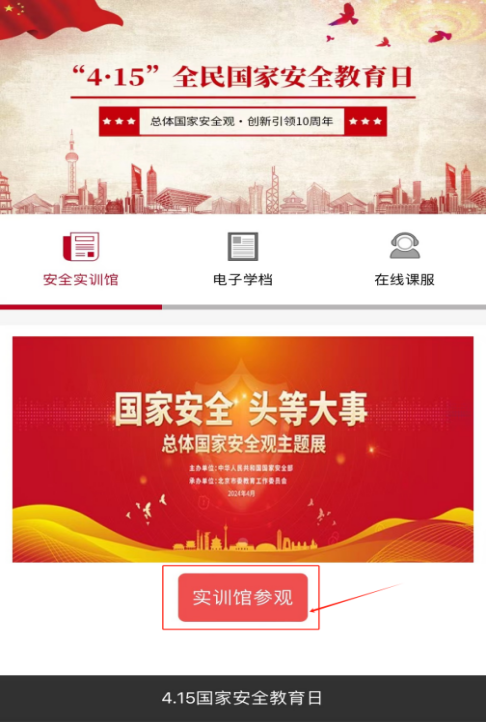 “4·15”全民国家安全教育日
总体国家安全观·创新引领10周年
安全实训馆
电子学档
在线课服
国家安全 头等大事
总体国家安全观主题展
主办单位:中华人民共和国国家安全部
承办单位:北京市委教育工作委员会
2024年4月
实训馆参观
4.15国家安全教育日